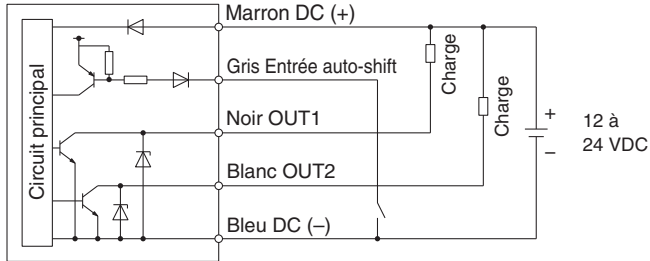 Marron DC (+)
Gris Entrée auto-shift
Noir OUT1
Blanc OUT2
Bleu DC (–)
Circuit principal
Charge
Charge
+
–
12 à
24 VDC